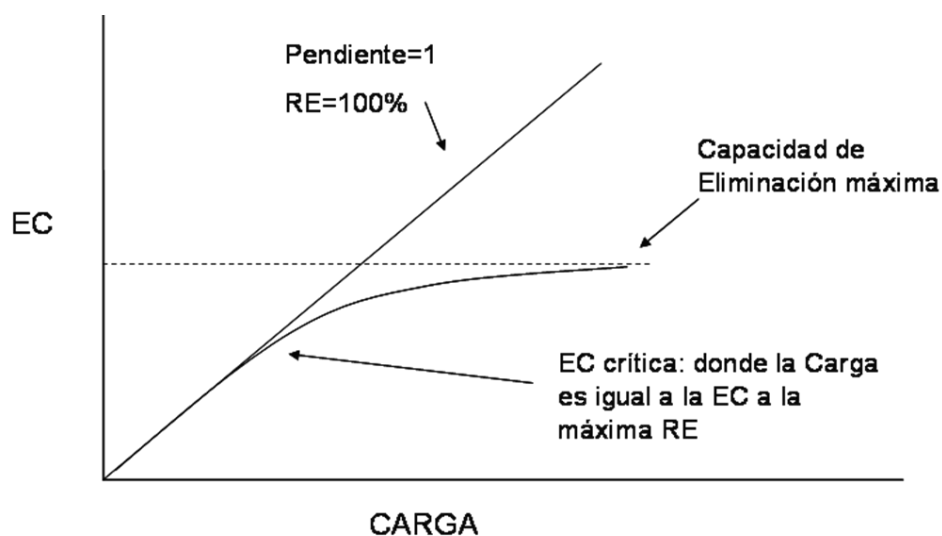 Pendiente=1
RE=100%
Capacidad de
Eliminación máxima
EC
EC crítica: donde la Carga
es igual a la EC a la
máxima RE
CARGA